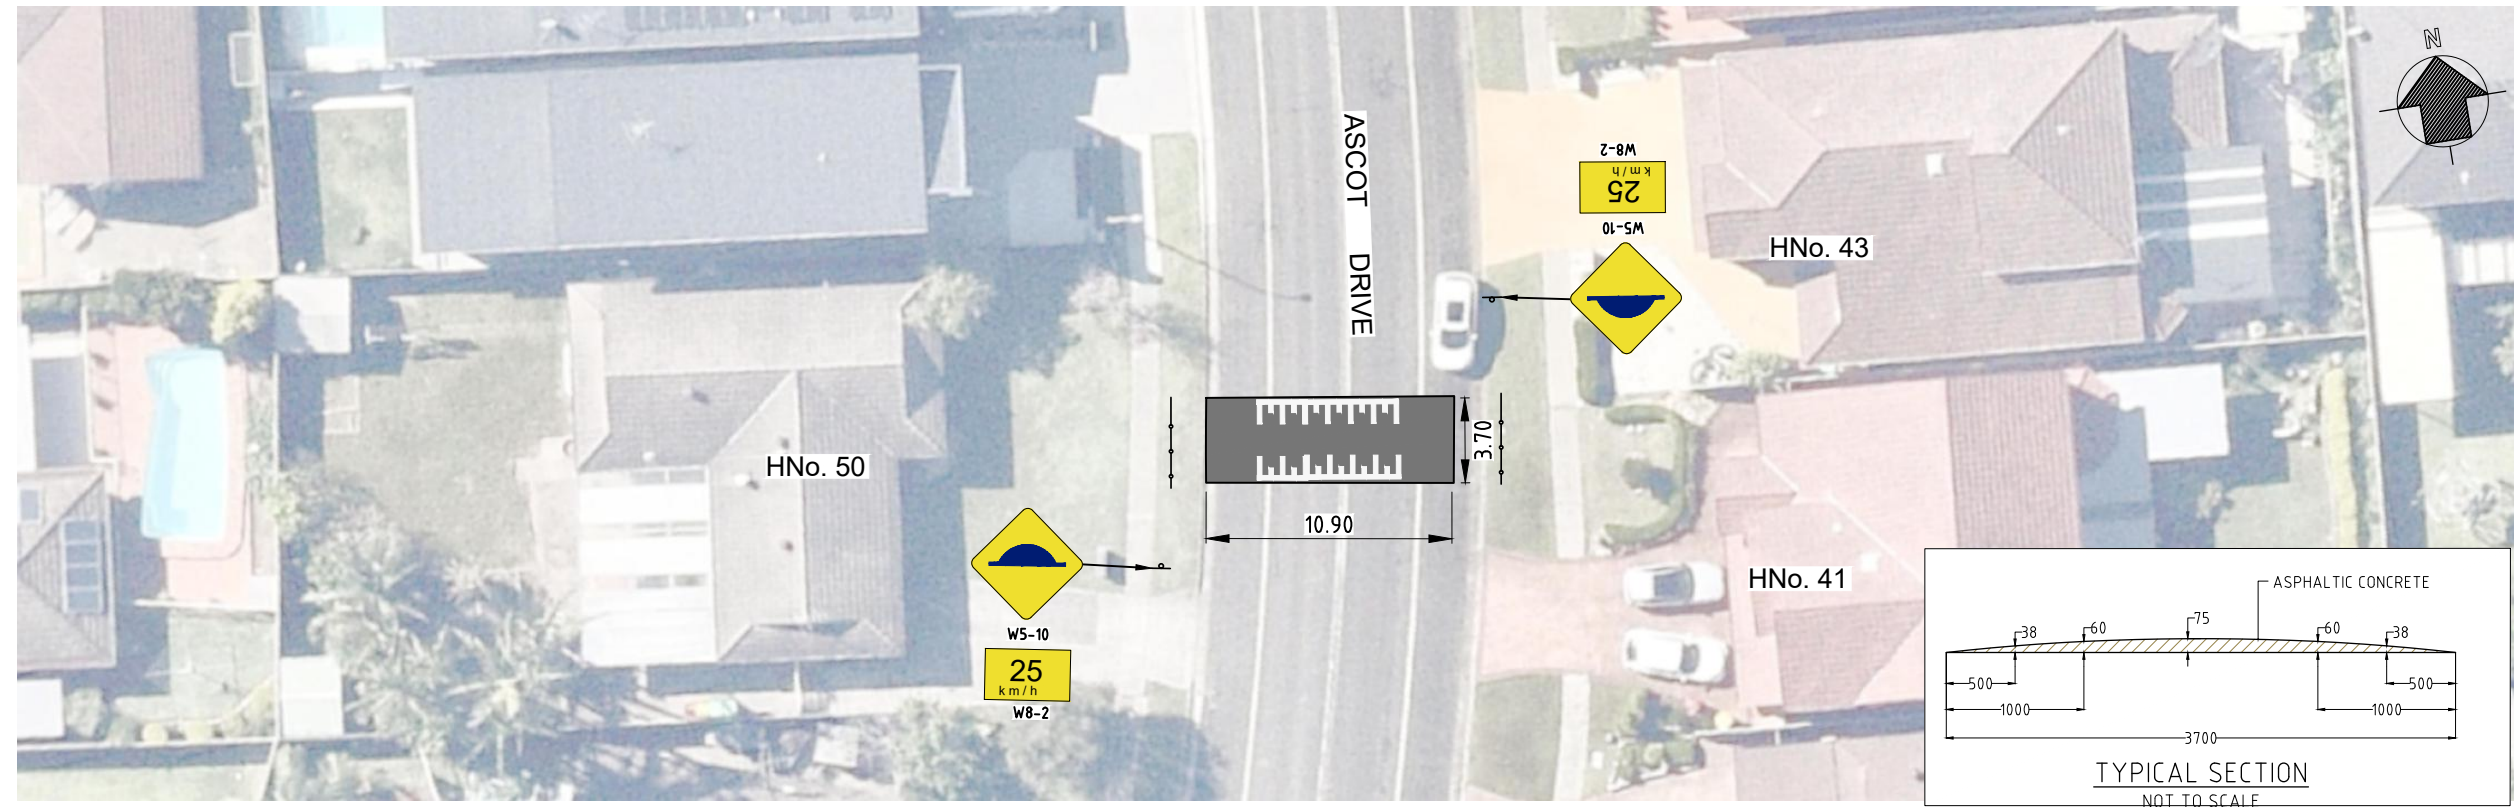 N
ASCOT DRIVE
W8-2
25
km/h
W5-10
HNo. 43
HNo. 50
3.70
10.90
HNo. 41
W5-10
25
km/h
W8-2
ASPHALTIC CONCRETE
38
60
75
60
38
500
500
1000
1000
3700
TYPICAL SECTION
NOT TO SCALE